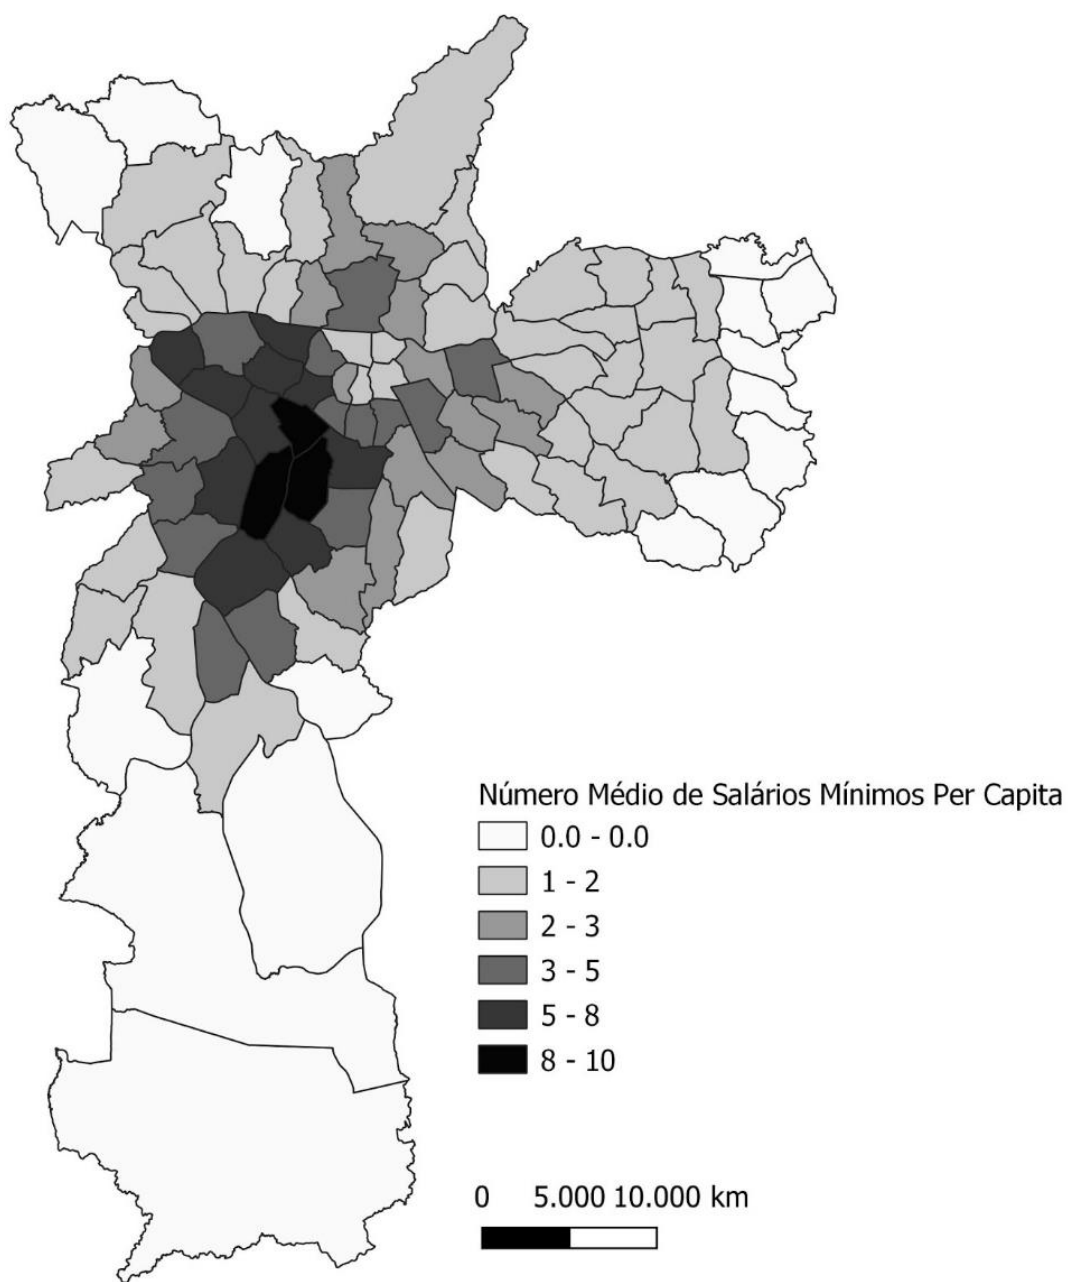 Número Médio de Salários Mínimos Per Capita
0.0 - 0.0
1 - 2
2 - 3
3 - 5
5 - 8
8 - 10
0 5.000 10.000 km